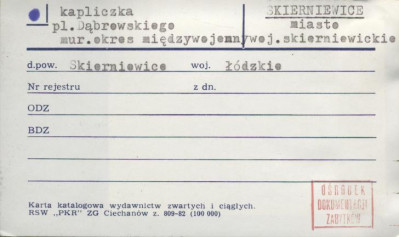 kapliczka SKIERNIEWICE
pl.Dąbrowskiego miasto
mur.okres międzywojenny woj.skierniewickie
d.pow. Skierniewice woj. łódzkie
Nr rejestru z dn.
ODZ
BDZ
Karta katalogowa wydawnictw zwartych i ciągłych.
RSW „PKR” ZG Ciechanów z. 809-82 (100 000)
OŚRODEK
DOKUMENTACJI
ZABYTKÓW